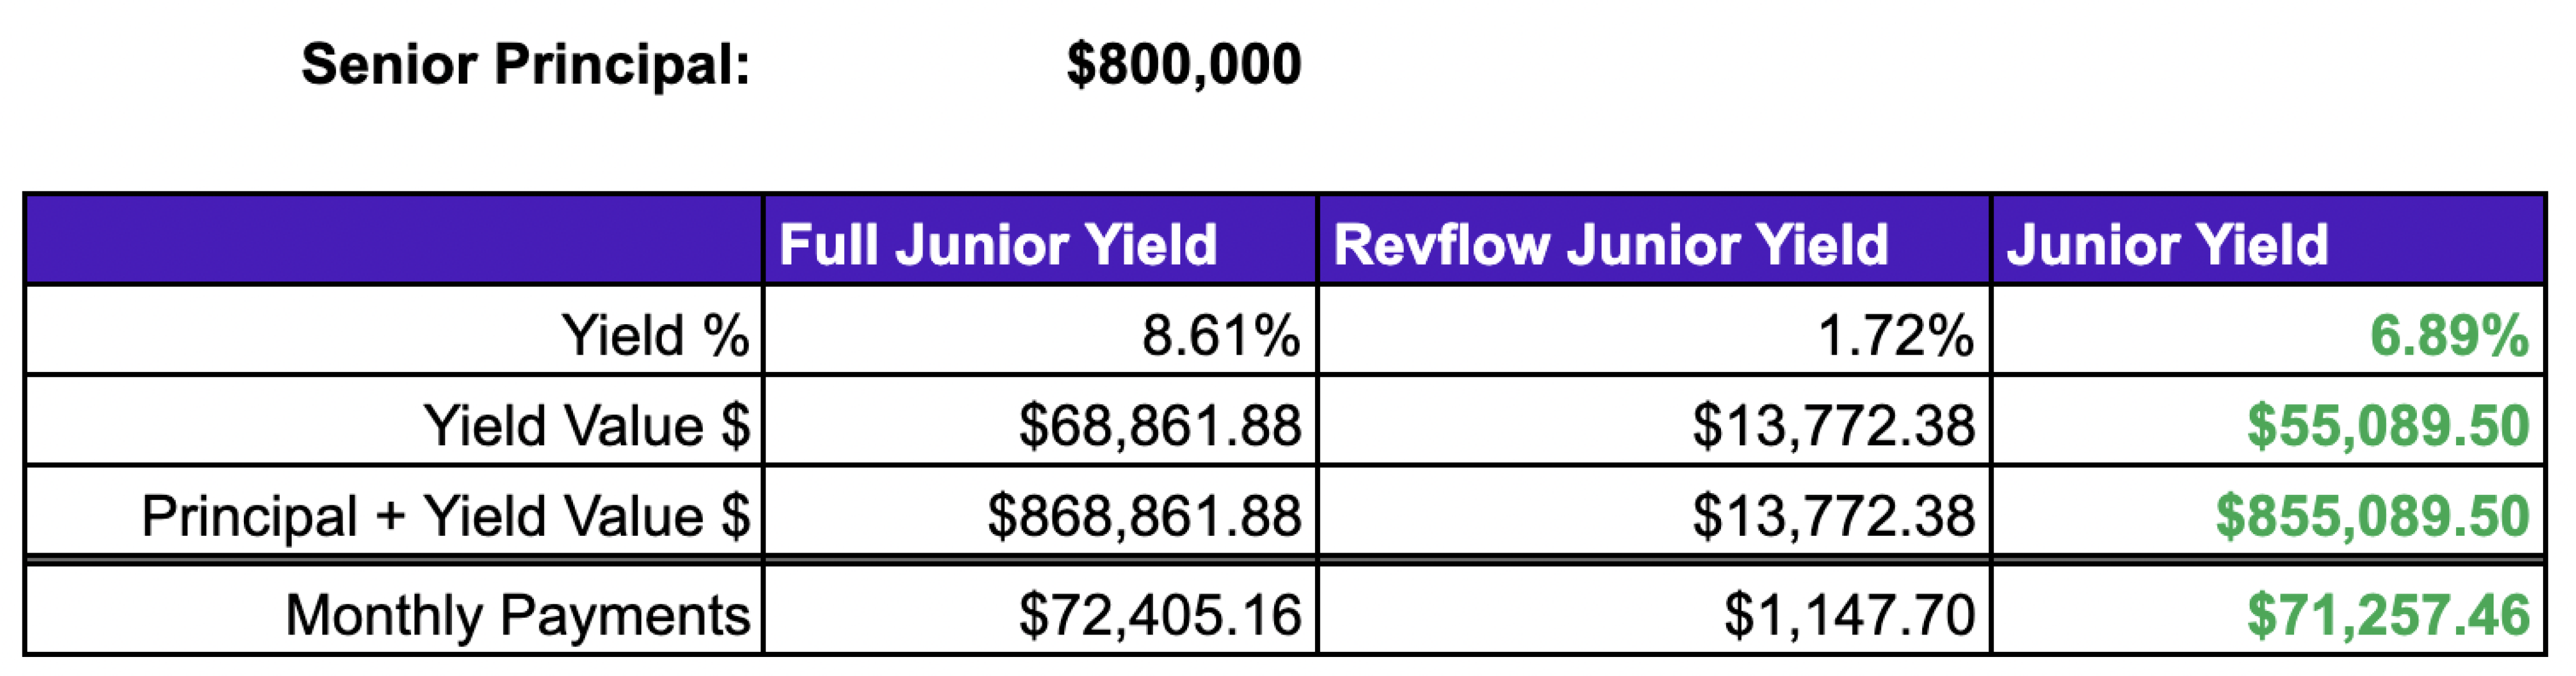 Senior Principal: $800,000
Full Junior Yield Revflow Junior Yield Junior Yield
Yield % 8.61% 1.72% 6.89%
Yield Value $ $68,861.88 $13,772.38 $55,089.50
Principal + Yield Value $ $868,861.88 $13,772.38 $855,089.50
Monthly Payments $72,405.16 $1,147.70 $71,257.46